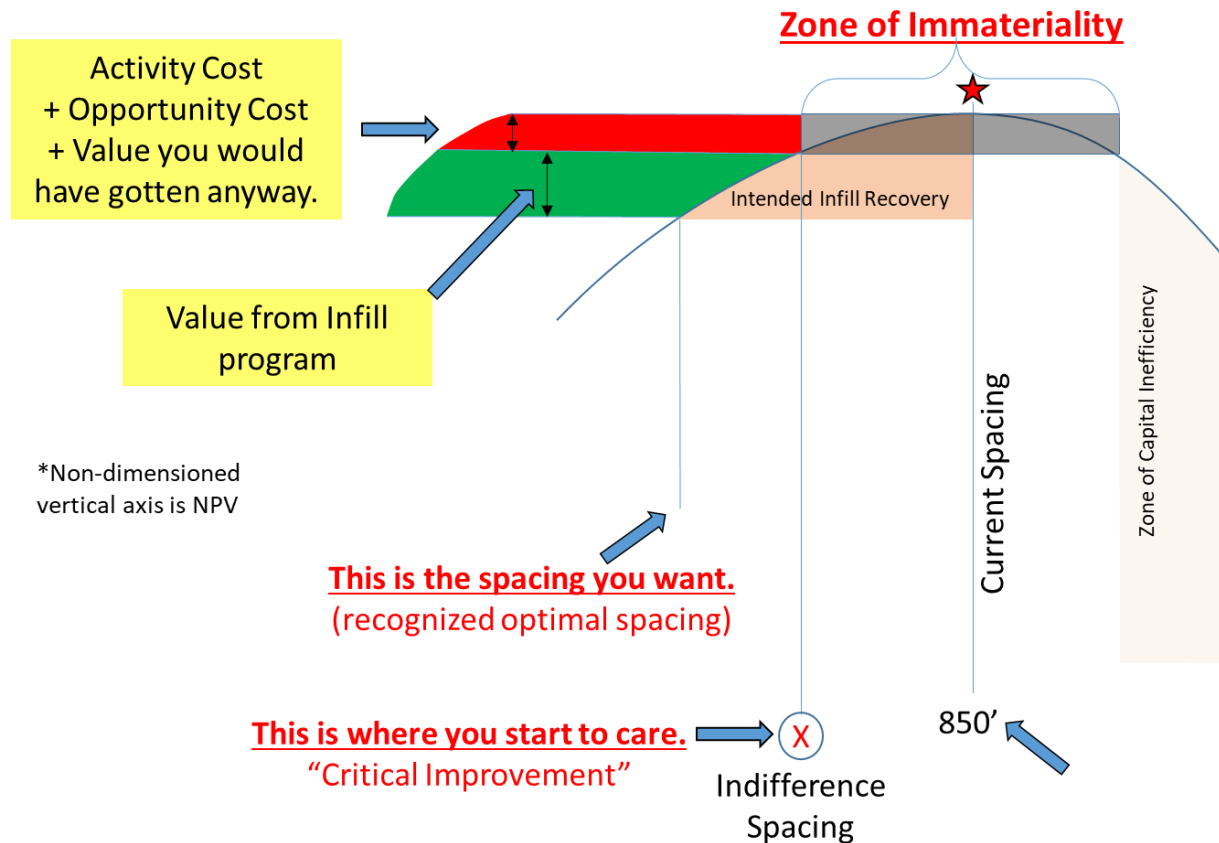 Zone of Immateriality
Activity Cost
+ Opportunity Cost
+ Value you would
have gotten anyway.
Intended Infill Recovery
Value from Infill
program
Zone of Capital Inefficiency
Current Spacing
*Non-dimensioned
vertical axis is NPV
This is the spacing you want.
(recognized optimal spacing)
This is where you start to care.
“Critical Improvement”
X
850’
Indifference
Spacing